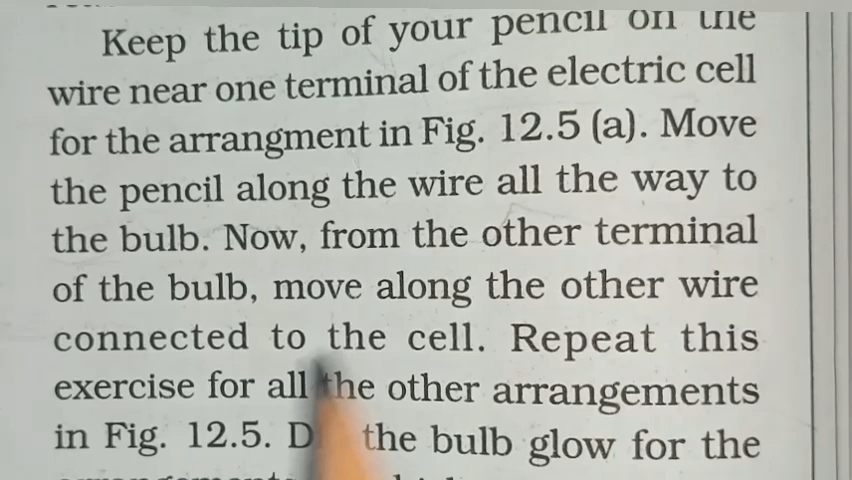 Keep the tip of your pencil on the
wire near one terminal of the electric cell
for the arrangment in Fig. 12.5 (a). Move
the pencil along the wire all the way to
the bulb. Now, from the other terminal
of the bulb, move along the other wire
connected to the cell. Repeat this
exercise for all the other arrangements
in Fig. 12.5. the bulb glow for the